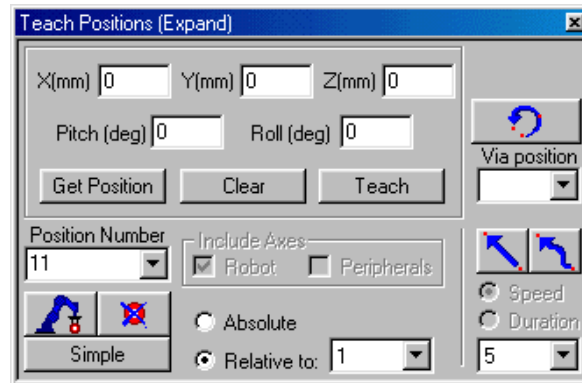 Teach Positions (Expand)
X(mm) 0 Y(mm) 0 Z(mm) 0
Pitch (deg) 0 Roll (deg) 0
Get Position Clear Teach
Via position
Position Number
11
Include Axes
Robot Peripherals
Absolute
Relative to: 1
Simple
Speed
Duration
5